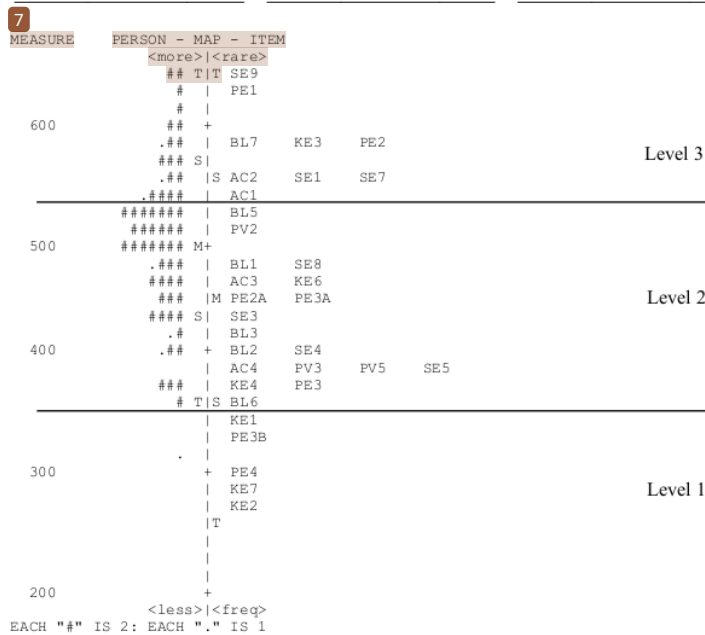 7
MEASURE PERSON - MAP - ITEM
<more>|<rare>
## T|T SE9
# | PE1
# |
600 ## +
.## | BL7 KE3 PE2
### S| Level 3
.## |S AC2 SE1 SE7
.#### | AC1
####### | BL5
###### | PV2
500 ####### M+
.### | BL1 SE8
#### | AC3 KE6
### |M PE2A PE3A Level 2
#### S| SE3
.# | BL3
400 .## + BL2 SE4
| AC4 PV3 PV5 SE5
### | KE4 PE3
# T|S BL6
| KE1
| PE3B
. |
300 + PE4
| KE7 Level 1
| KE2
|T
|
|
|
200 +
<less>|<freq>
EACH "#" IS 2: EACH "." IS 1